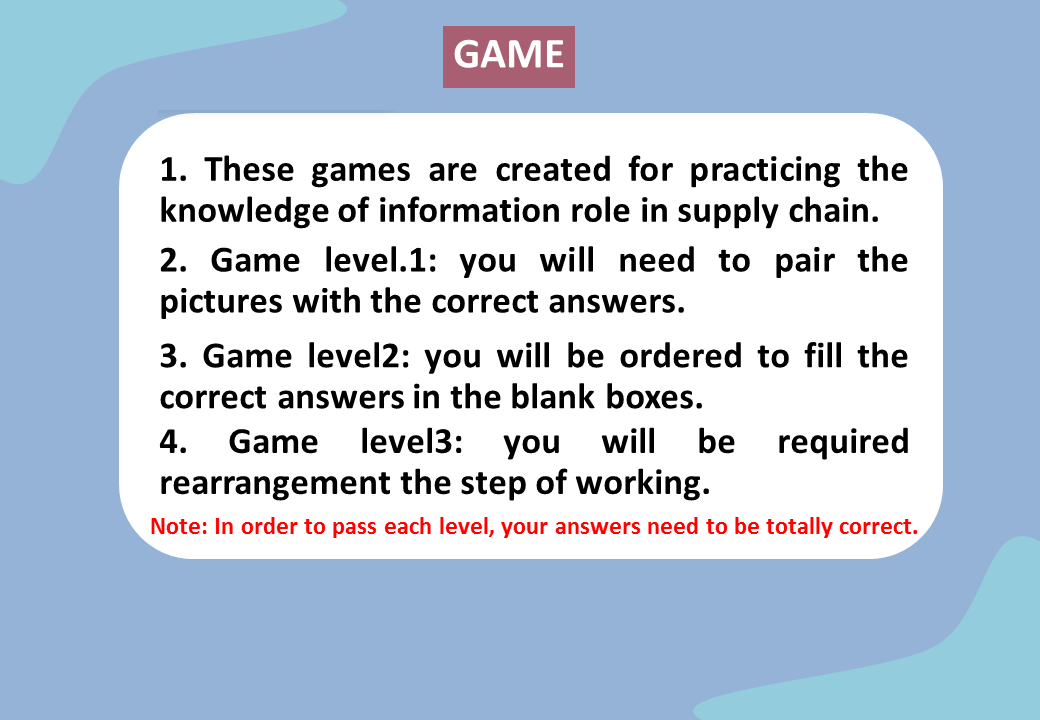 GAME
1. These games are created for practicing the
knowledge of information role in supply chain.
2. Game level.1: you will need to pair the
pictures with the correct answers.
3. Game level2: you will be ordered to fill the
correct answers in the blank boxes.
4. Game level3: you will be required
rearrangement the step of working.
Note: In order to pass each level, your answers need to be totally correct.